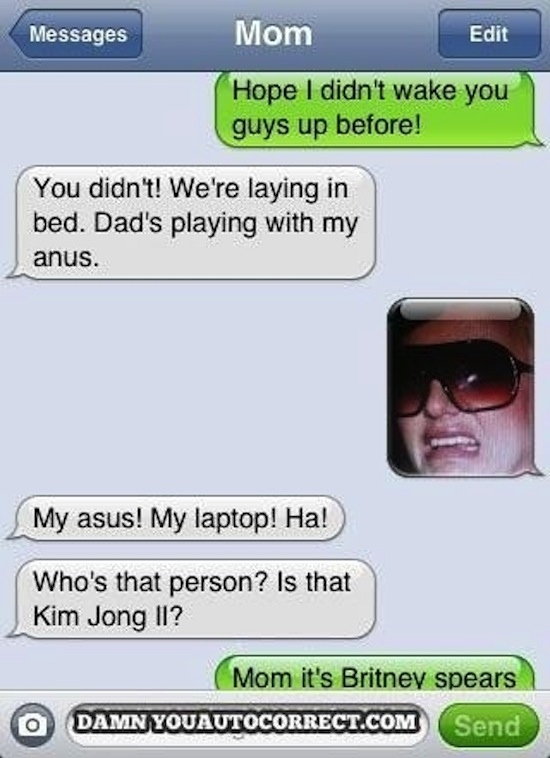 Messages
Mom
Edit
Hope I didn't wake you
guys up before!
You didn't! We're laying in
bed. Dad's playing with my
anus.
My asus! My laptop! Ha!
Who's that person? Is that
Kim Jong Il?
Mom it's Britney spears
DAMNYOUAUTOCORRECT.COM
Send